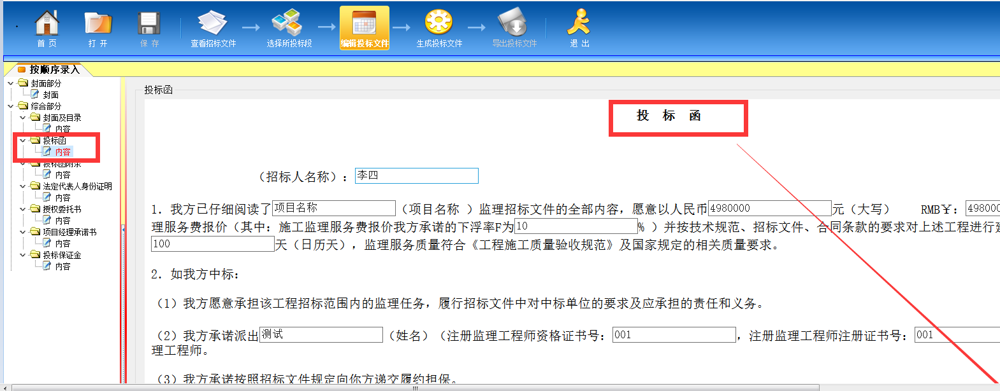 首 页 打 开 保 存 查看招标文件 选择所投标段 编辑投标文件 生成投标文件 导出投标文件 退 出
按顺序录入
封面部分
封面
综合部分
封面及目录
内容
投标函
内容
投标函附录
内容
法定代表人身份证明
内容
授权委托书
内容
项目经理承诺书
内容
投标保证金
内容
投标函
投 标 函
（招标人名称）：李四
1. 我方已仔细阅读了项目名称（项目名称 ）监理招标文件的全部内容，愿意以人民币4980000元（大写） RMB￥：498000
理服务费报价（其中：施工监理服务费报价我方承诺的下浮率F为10% ）并按技术规范、招标文件、合同条款的要求对上述工程进行
100天（日历天），监理服务质量符合《工程施工质量验收规范》及国家规定的相关质量要求。
2. 如我方中标：
（1）我方愿意承担该工程招标范围内的监理任务，履行招标文件中对中标单位的要求及应承担的责任和义务。
（2）我方承诺派出测试（姓名）（注册监理工程师资格证书号：001，注册监理工程师注册证书号：001
理工程师。
（3）我方承诺按照招标文件规定向你方递交履约担保。